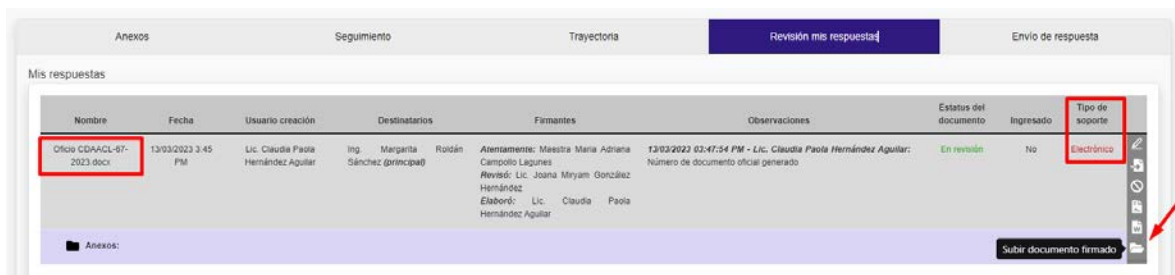 Anexos Seguimiento Trayectoria Revisión mis respuestas Envío de respuesta
Mis respuestas
Nombre Fecha Usuario creación Destinatarios Firmantes Observaciones Estatus del documento Ingresado Tipo de soporte
Oficio CDAACL-67-2023.docx
13/03/2023 3:45 PM
Lic. Claudia Paola
Hernández Aguilar
Ing. Margarita Roldán
Sánchez (principal)
Atentamente: Maestra Maria Adriana
Campollo Lagunes
Revisó: Lic. Joana Miryam González
Hernández
Elaboró: Lic. Claudia Paola
Hernández Aguilar
13/03/2023 03:47:54 PM - Lic. Claudia Paola Hernández Aguilar:
Número de documento oficial generado
En revisión
No
Electrónico
Anexos:
Subir documento firmado